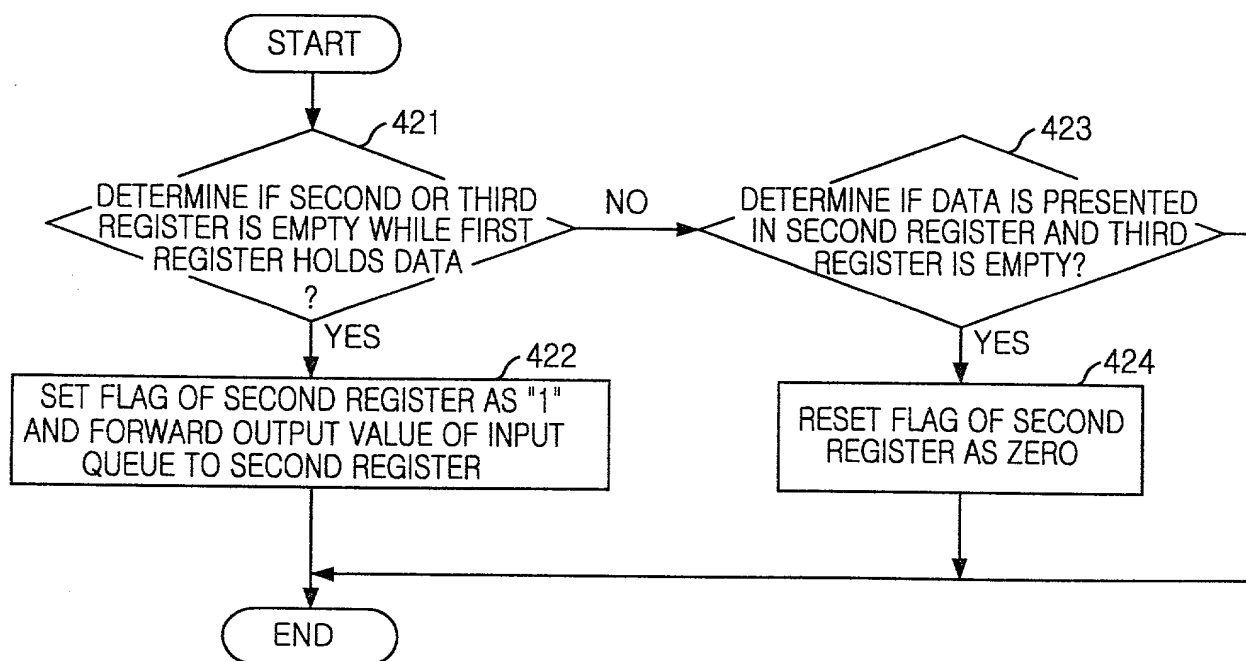 START
421
DETERMINE IF SECOND OR THIRD
REGISTER IS EMPTY WHILE FIRST
REGISTER HOLDS DATA
?
NO
423
DETERMINE IF DATA IS PRESENTED
IN SECOND REGISTER AND THIRD
REGISTER IS EMPTY?
YES
422
SET FLAG OF SECOND REGISTER AS "1"
AND FORWARD OUTPUT VALUE OF INPUT
QUEUE TO SECOND REGISTER
YES
424
RESET FLAG OF SECOND
REGISTER AS ZERO
END